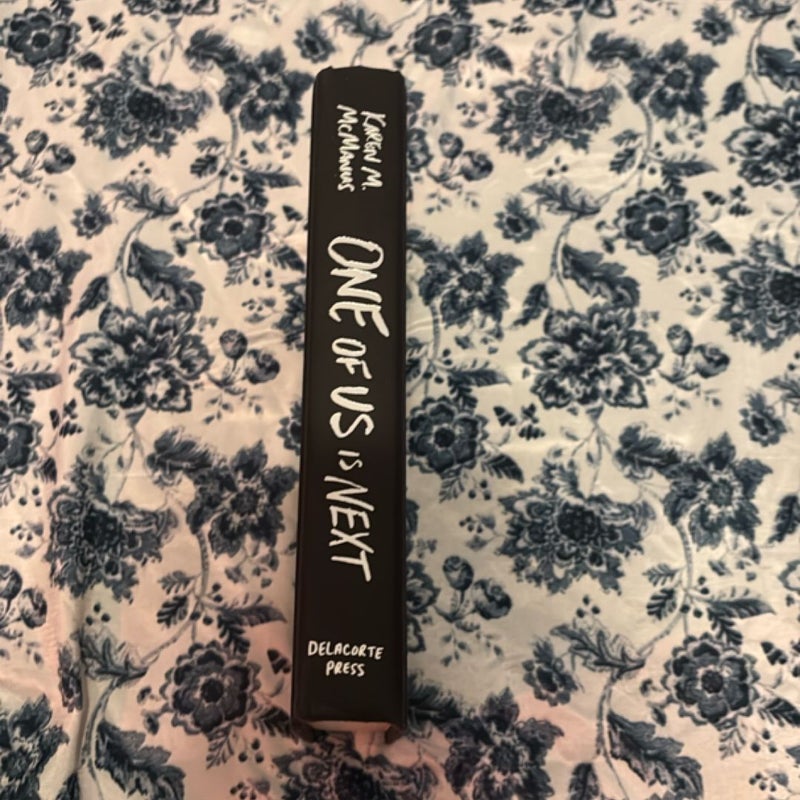 KAREN M.
MCMANUS
ONE OF US IS NEXT
DELACORTE
PRESS